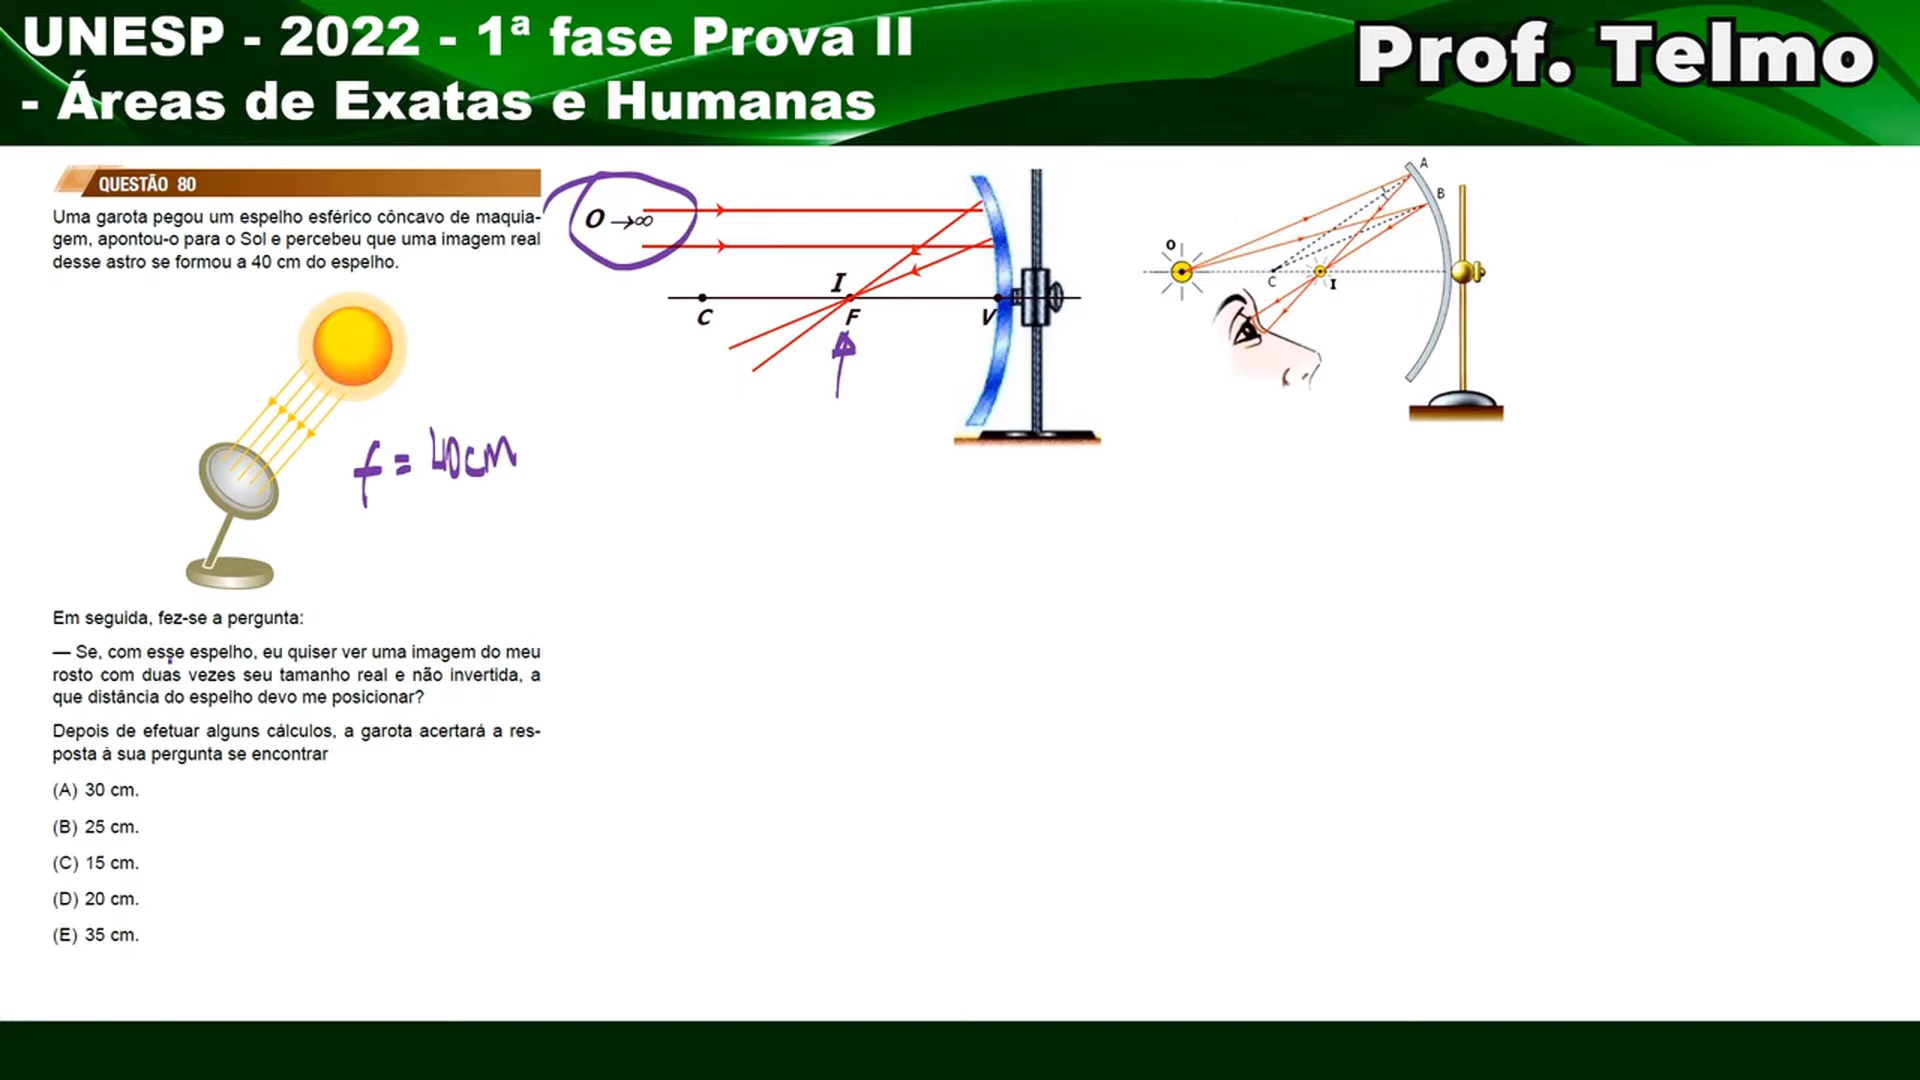 UNESP - 2022 - 1ª fase Prova II
- Áreas de Exatas e Humanas
Prof. Telmo
QUESTÃO 80
Uma garota pegou um espelho esférico côncavo de maquia-
gem, apontou-o para o Sol e percebeu que uma imagem real
desse astro se formou a 40 cm do espelho.
f = 40cm
Em seguida, fez-se a pergunta:
— Se, com esse espelho, eu quiser ver uma imagem do meu
rosto com duas vezes seu tamanho real e não invertida, a
que distância do espelho devo me posicionar?
Depois de efetuar alguns cálculos, a garota acertará a res-
posta à sua pergunta se encontrar
(A) 30 cm.
(B) 25 cm.
(C) 15 cm.
(D) 20 cm.
(E) 35 cm.
O →∞
I
C F V
A
B
O
C I